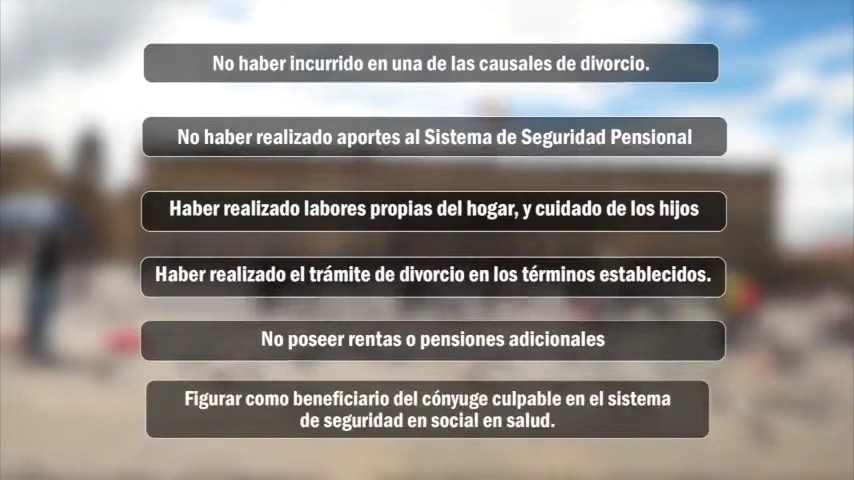 No haber incurrido en una de las causales de divorcio.
No haber realizado aportes al Sistema de Seguridad Pensional
Haber realizado labores propias del hogar, y cuidado de los hijos
Haber realizado el trámite de divorcio en los términos establecidos.
No poseer rentas o pensiones adicionales
Figurar como beneficiario del cónyuge culpable en el sistema
de seguridad en social en salud.